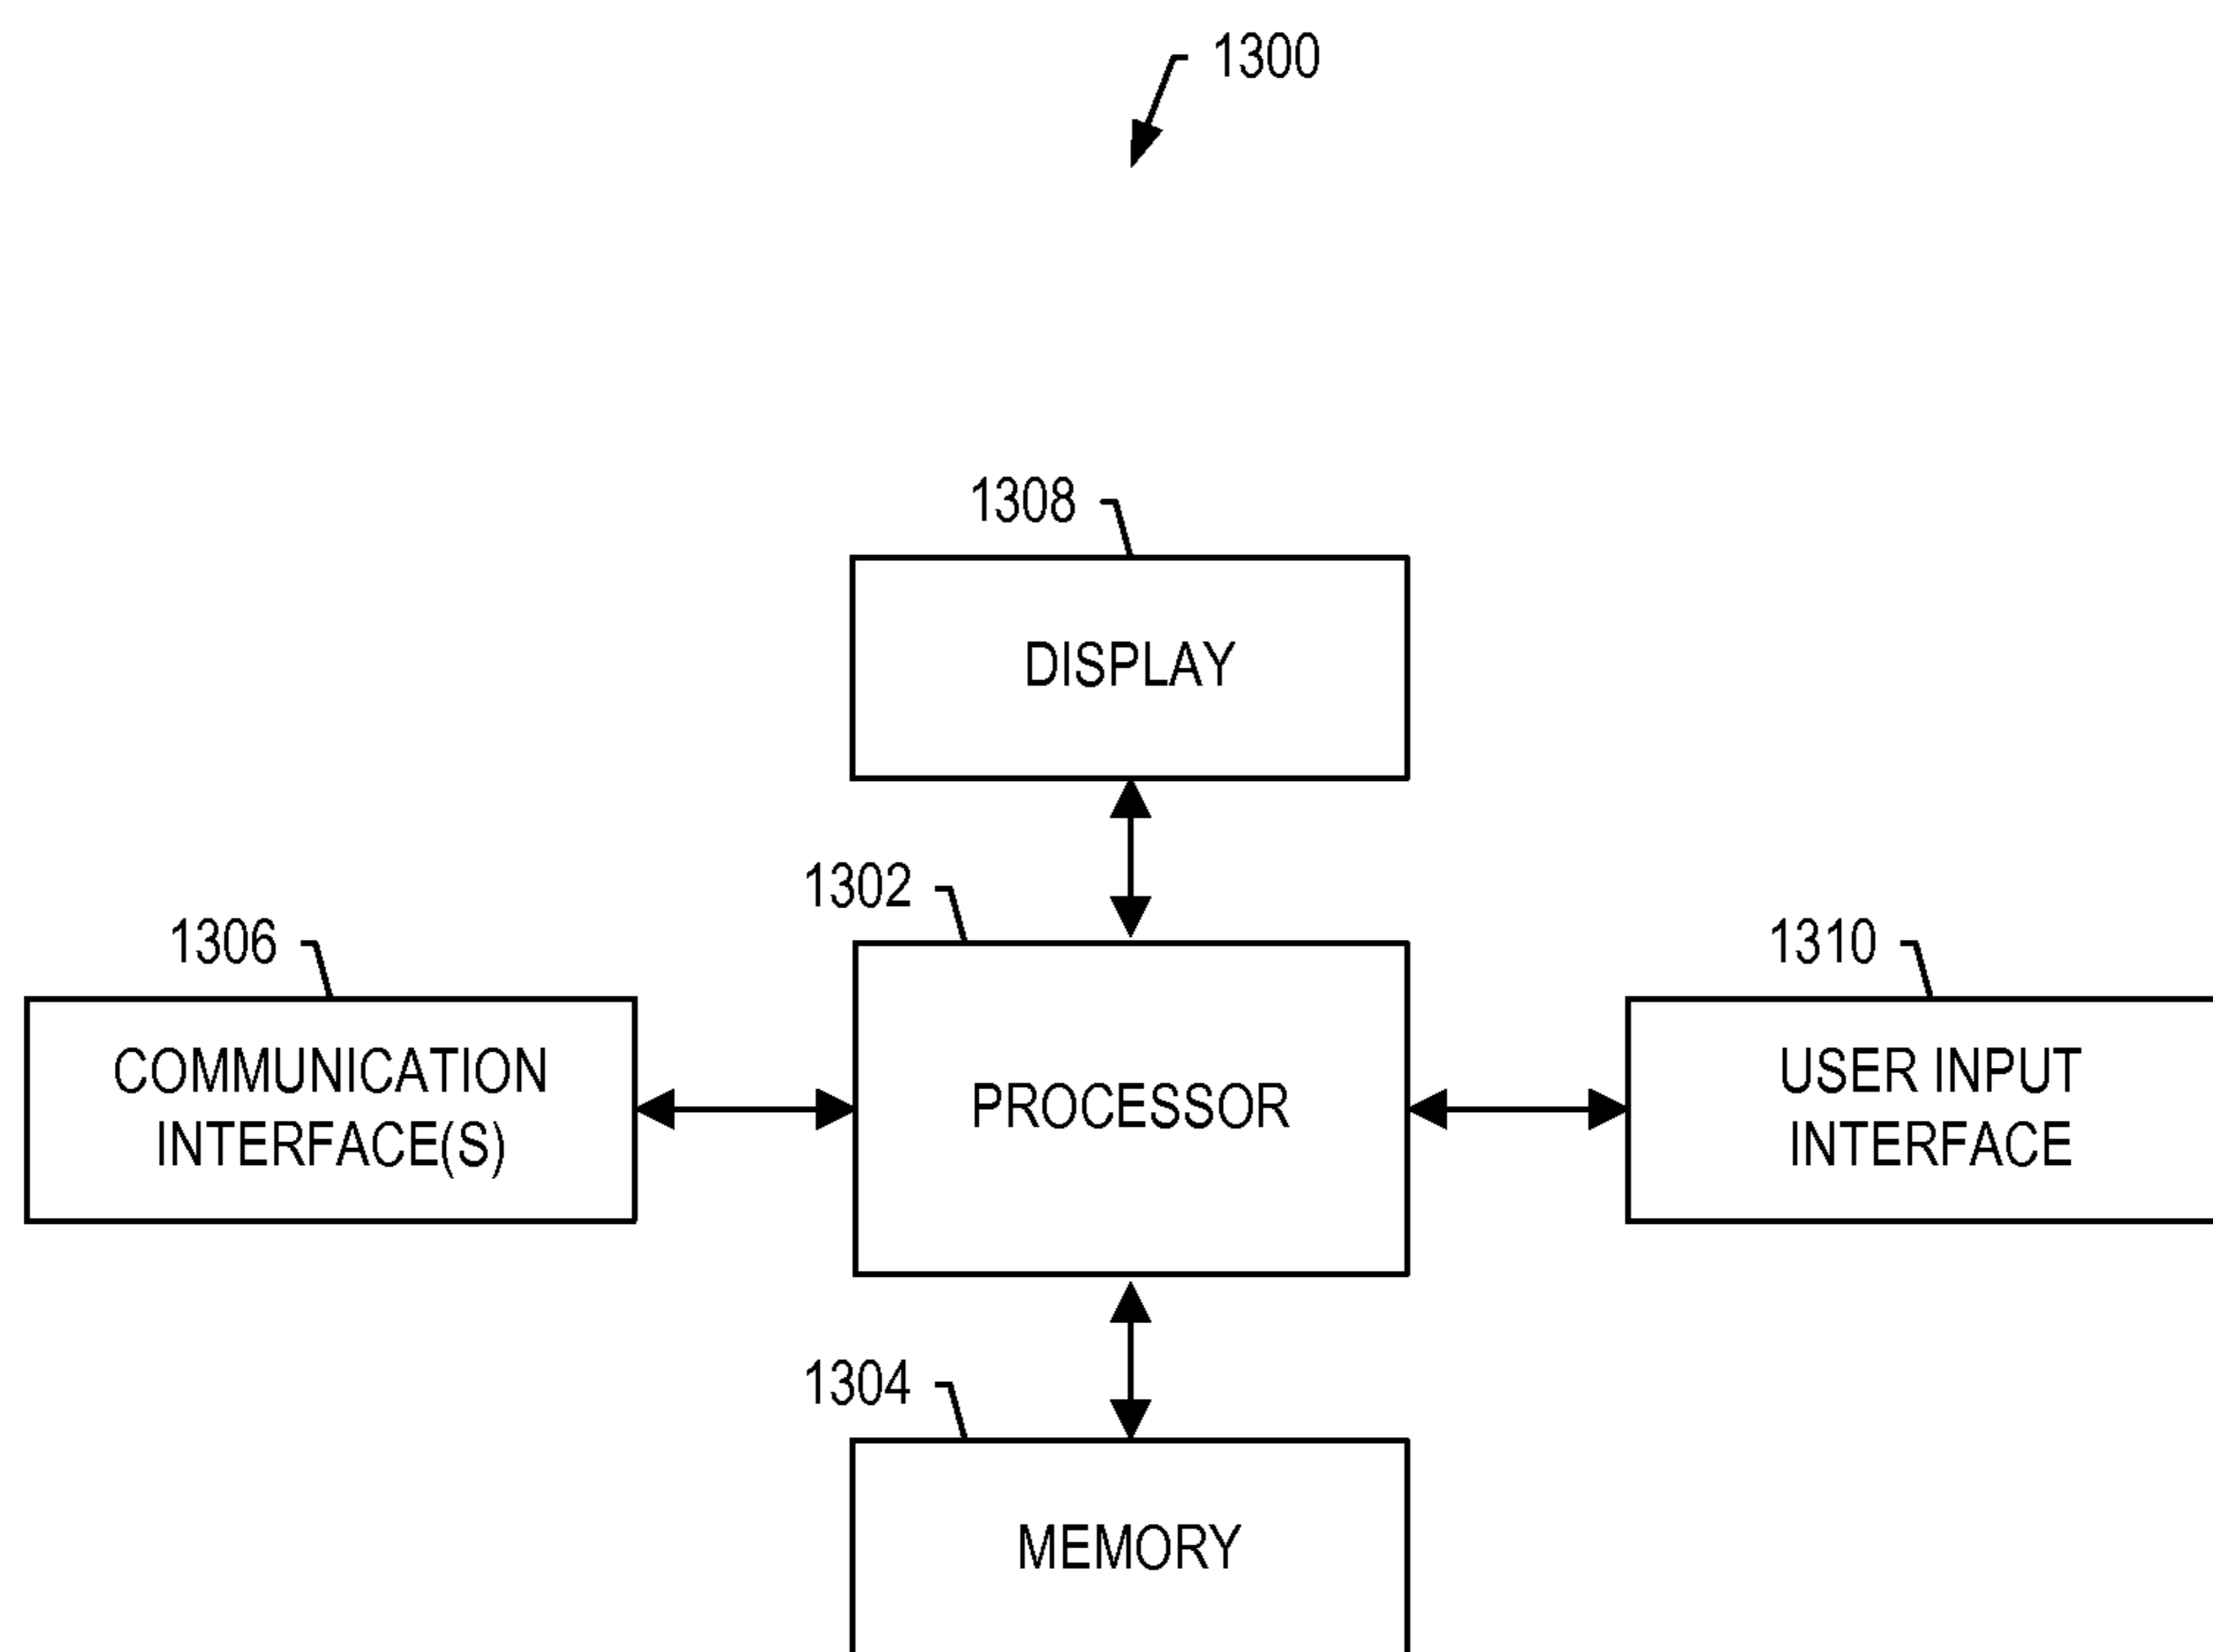 1300
1308
DISPLAY
1302
1306
1310
COMMUNICATION
INTERFACE(S)
PROCESSOR
USER INPUT
INTERFACE
1304
MEMORY